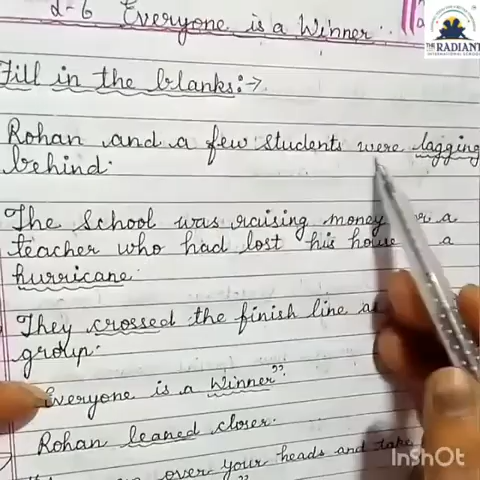 L-6 Everyone is a Winner
THE RADIANT
INTERNATIONAL SCHOOL
Fill in the blanks:→
Rohan and a few students were lagging
behind.
The School was raising money a
teacher who had lost his house a
hurricane.
They crossed the finish line
group.
Everyone is a Winner".
Rohan leaned closer.
over your heads and take
InShOt